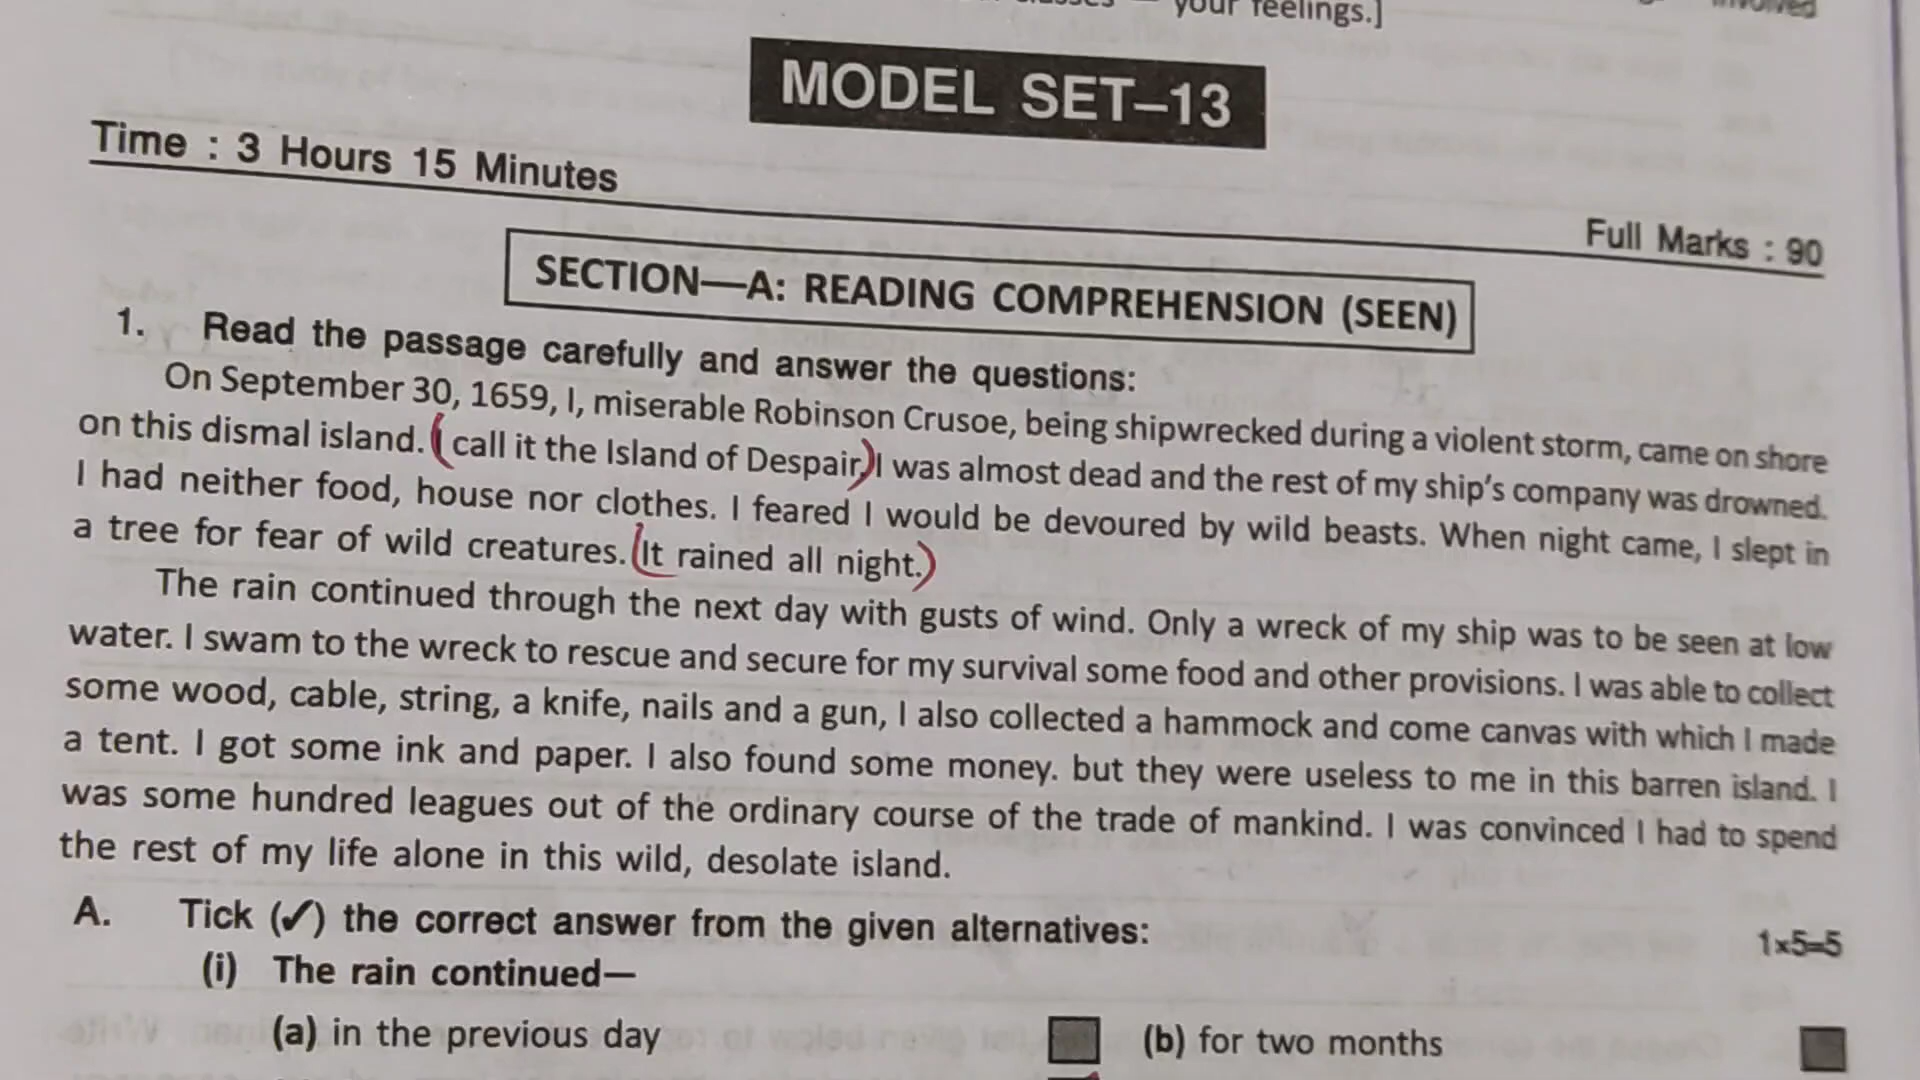 your feelings.]
involved
MODEL SET–13
Time : 3 Hours 15 Minutes
Full Marks : 90
SECTION—A: READING COMPREHENSION (SEEN)
1. Read the passage carefully and answer the questions:
On September 30, 1659, I, miserable Robinson Crusoe, being shipwrecked during a violent storm, came on shore
on this dismal island. I call it the Island of Despair, I was almost dead and the rest of my ship's company was drowned.
I had neither food, house nor clothes. I feared I would be devoured by wild beasts. When night came, I slept in
a tree for fear of wild creatures. It rained all night.
The rain continued through the next day with gusts of wind. Only a wreck of my ship was to be seen at low
water. I swam to the wreck to rescue and secure for my survival some food and other provisions. I was able to collect
some wood, cable, string, a knife, nails and a gun, I also collected a hammock and come canvas with which I made
a tent. I got some ink and paper. I also found some money. but they were useless to me in this barren island. I
was some hundred leagues out of the ordinary course of the trade of mankind. I was convinced I had to spend
the rest of my life alone in this wild, desolate island.
A. Tick (✓) the correct answer from the given alternatives: 1×5=5
(i) The rain continued—
(a) in the previous day (b) for two months